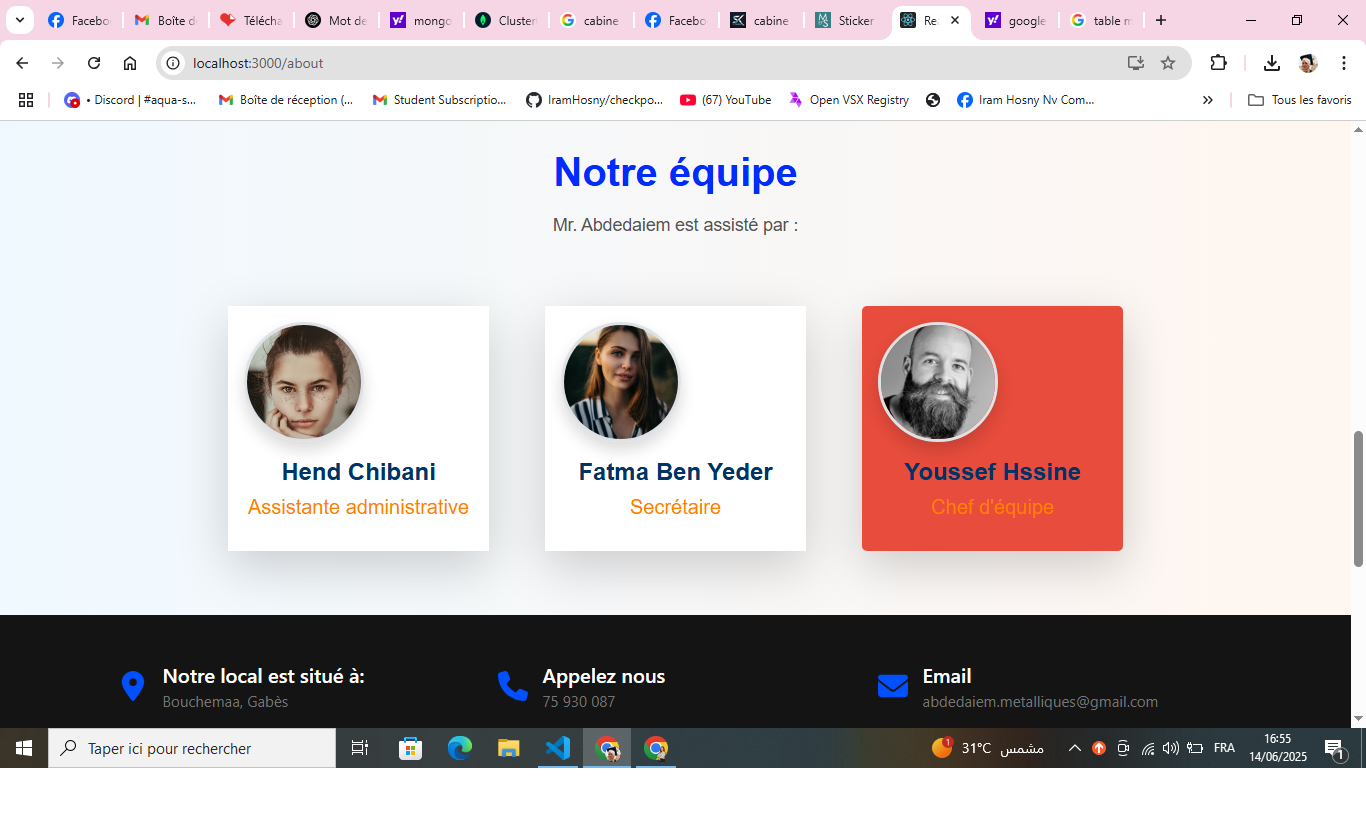 Facebo
Boîte de
Télécha
Mot de
mongo
Cluster
cabine
Facebo
cabine
Sticker
Re
google
table m
localhost:3000/about
• Discord | #aqua-s...
Boîte de réception (...
Student Subscriptio...
IramHosny/checkpo...
(67) YouTube
Open VSX Registry
Iram Hosny Nv Com...
Tous les favoris
Notre équipe
Mr. Abdedaiem est assisté par :
Hend Chibani
Assistante administrative
Fatma Ben Yeder
Secrétaire
Youssef Hssine
Chef d'équipe
Notre local est situé à:
Bouchemaa, Gabès
Appelez nous
75 930 087
Email
abdedaiem.metalliques@gmail.com
Taper ici pour rechercher
1
31°C مشمس
FRA
16:55
14/06/2025
1